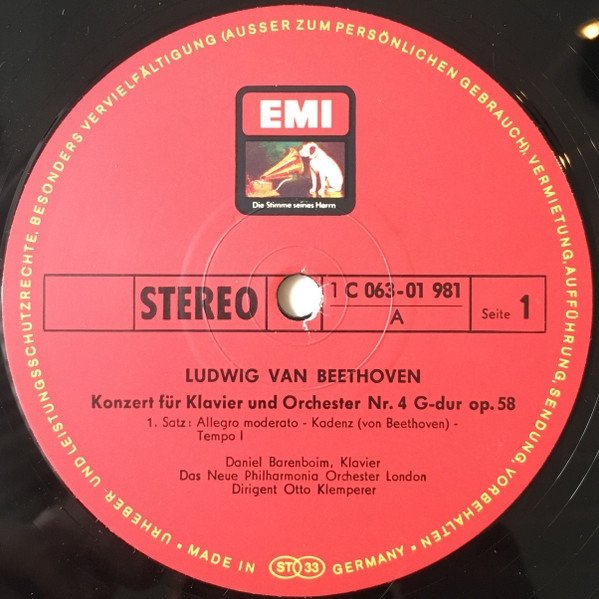 URHEBER UND LEISTUNGSSCHUTZRECHTE, BESONDERS VERVIELFÄLTIGUNG (AUSSER ZUM PERSÖNLICHEN GEBRAUCH), VERMIETUNG, AUFFÜHRUNG, SENDUNG, VORBEHALTEN •
EMI
Die Stimme seines Herrn
STEREO
1 C 063-01 981
A
Seite 1
LUDWIG VAN BEETHOVEN
Konzert für Klavier und Orchester Nr. 4 G-dur op. 58
1. Satz: Allegro moderato - Kadenz (von Beethoven) -
Tempo I
Daniel Barenboim, Klavier
Das Neue Philharmonia Orchester London
Dirigent Otto Klemperer
• MADE IN ST 33 GERMANY •